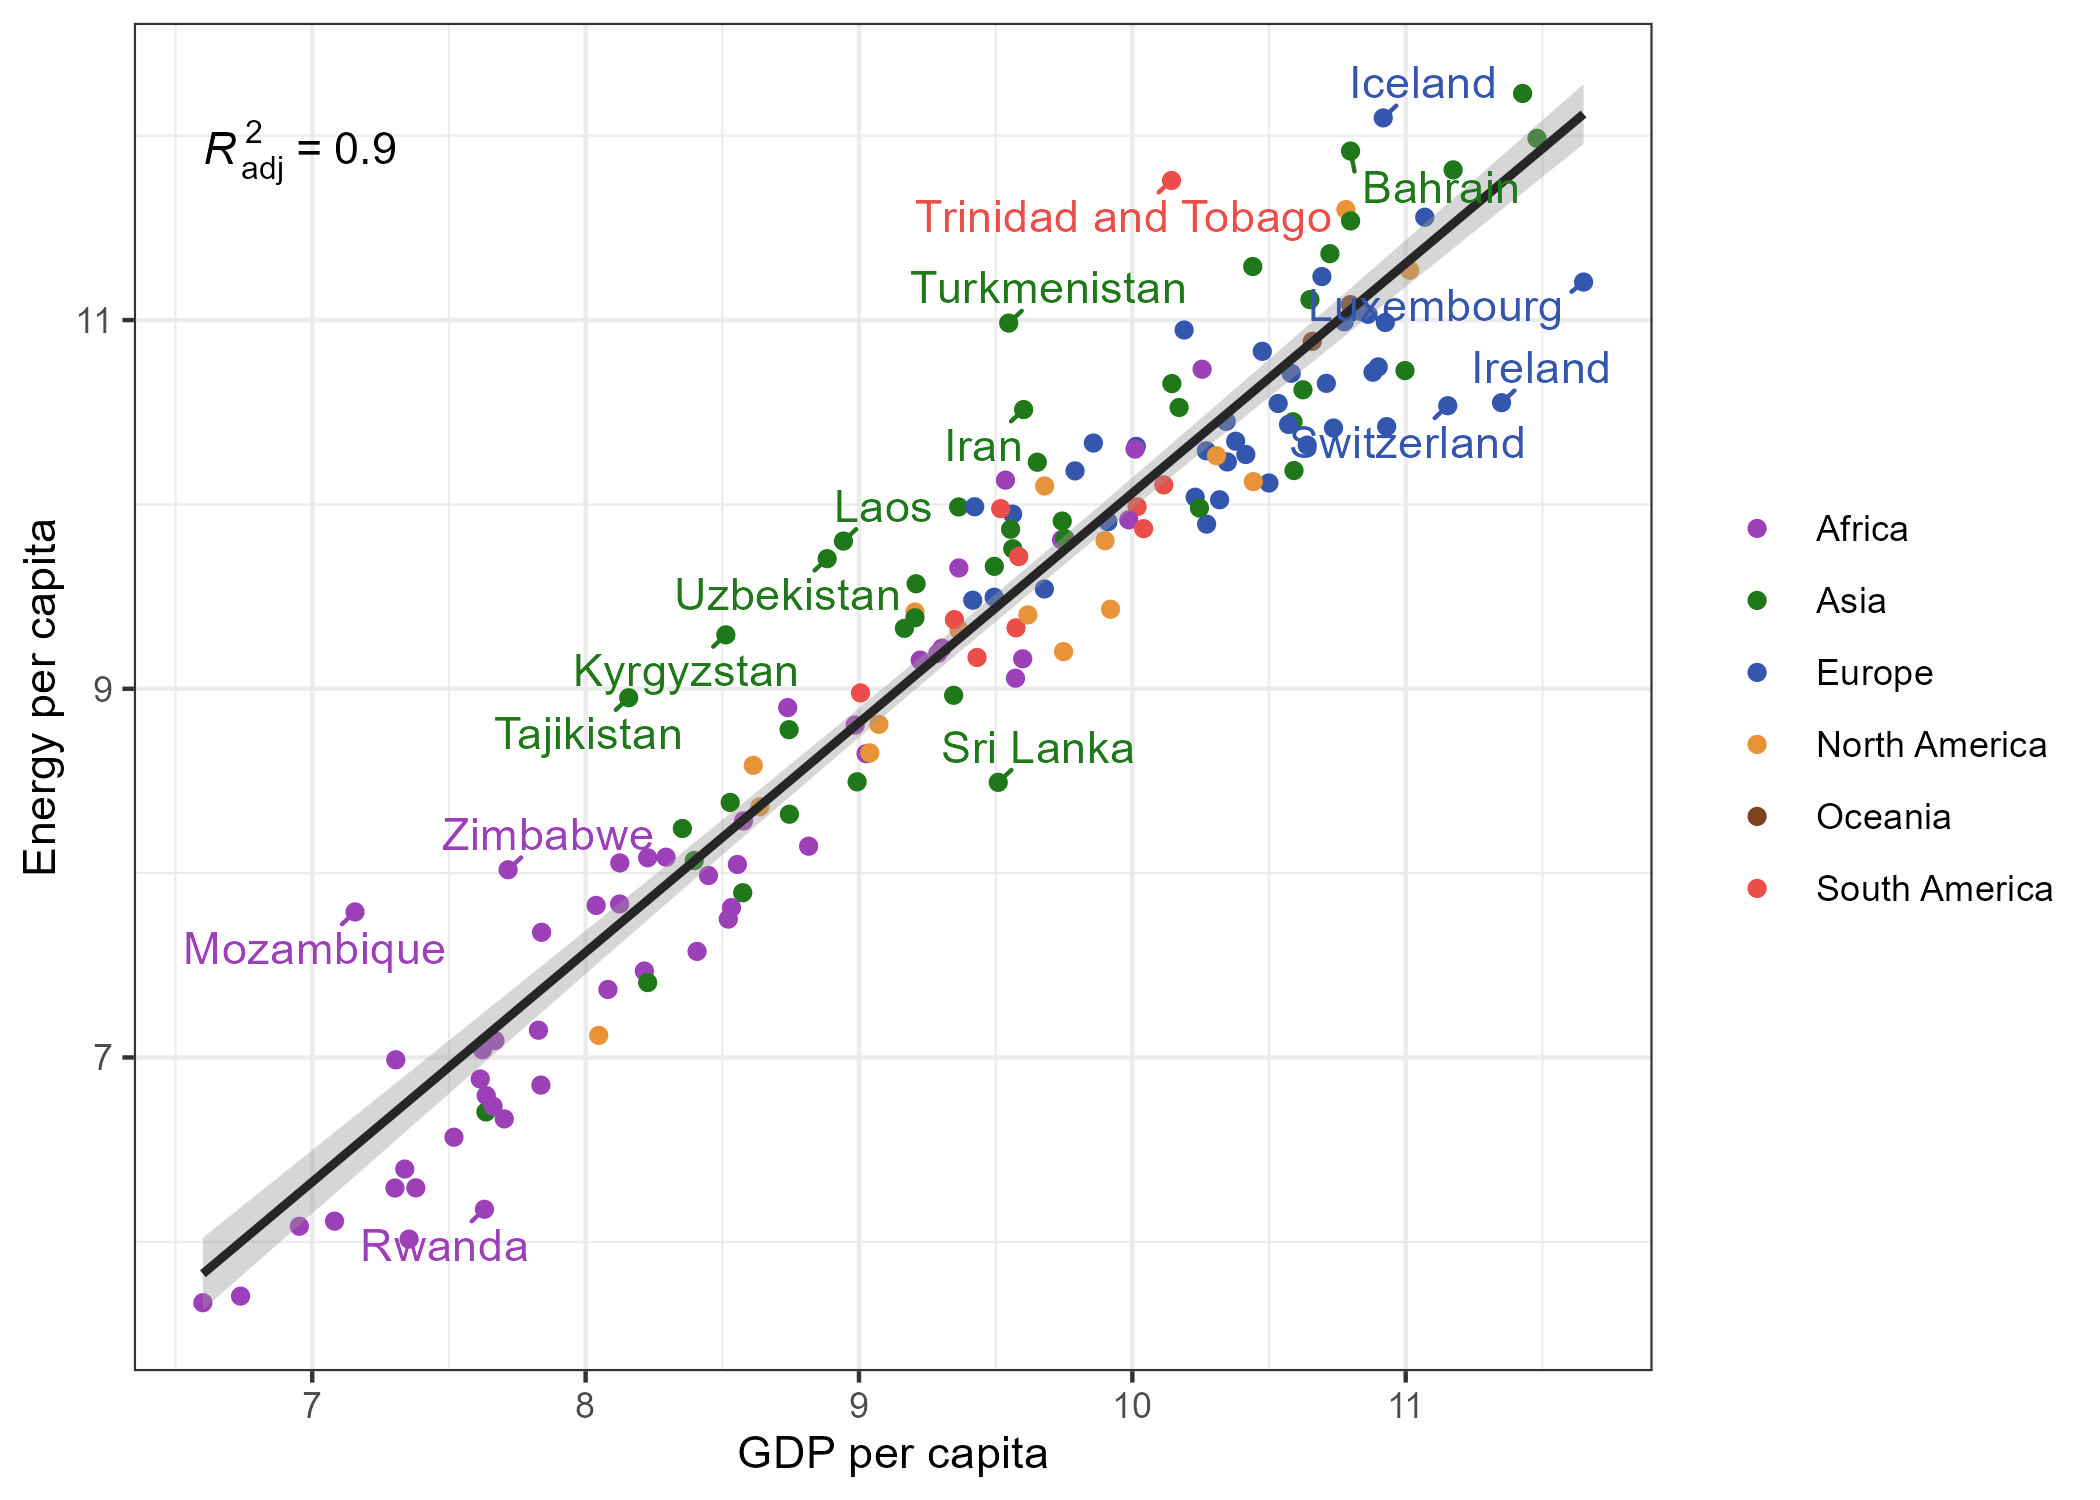 Iceland
R²adj = 0.9
Bahrain
Trinidad and Tobago
Turkmenistan
Luxembourg
11
Ireland
Iran
Switzerland
Laos
Uzbekistan
Kyrgyzstan
9
Tajikistan
Sri Lanka
Zimbabwe
Mozambique
7
Rwanda
Energy per capita
7 8 9 10 11
GDP per capita
Africa
Asia
Europe
North America
Oceania
South America